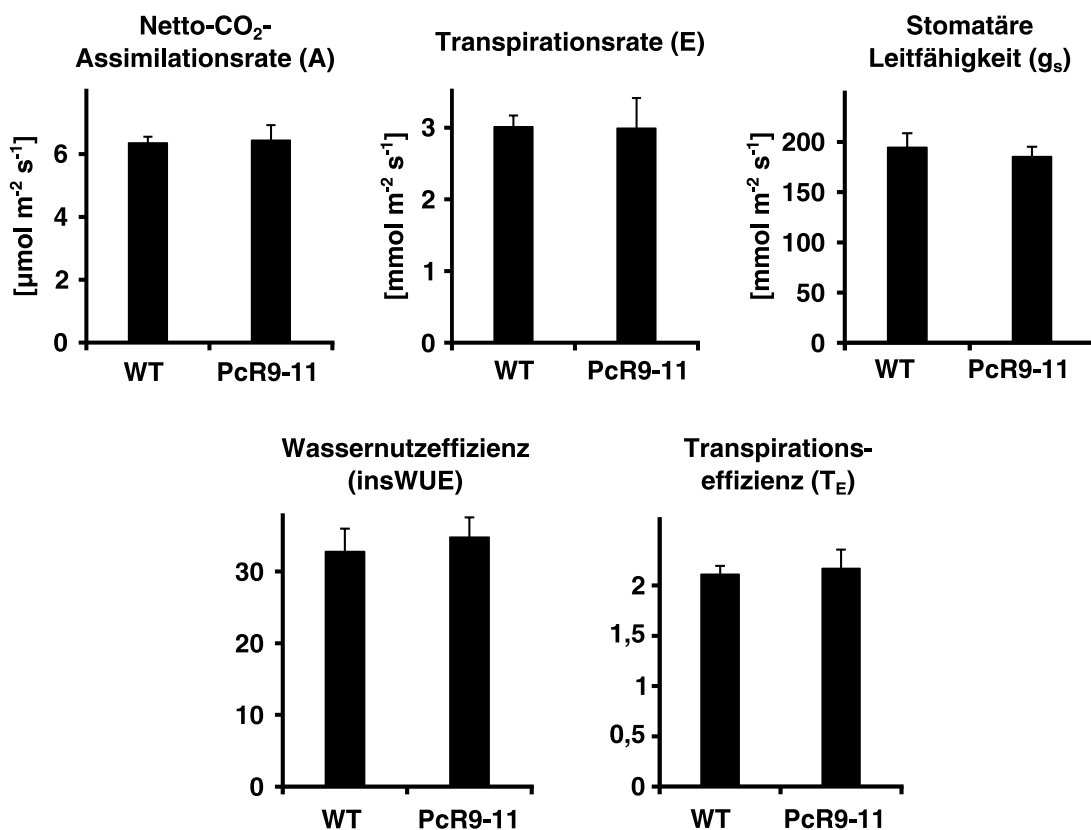 Netto-CO₂-
Assimilationsrate (A)
[µmol m⁻² s⁻¹]
6
4
2
0
WT PcR9-11
Transpirationsrate (E)
[mmol m⁻² s⁻¹]
3
2
1
0
WT PcR9-11
Stomatäre
Leitfähigkeit (gₛ)
[mmol m⁻² s⁻¹]
200
150
100
50
0
WT PcR9-11
Wassernutzeffizienz
(insWUE)
30
20
10
0
WT PcR9-11
Transpirations-
effizienz (T_E)
2
1,5
1
0,5
0
WT PcR9-11